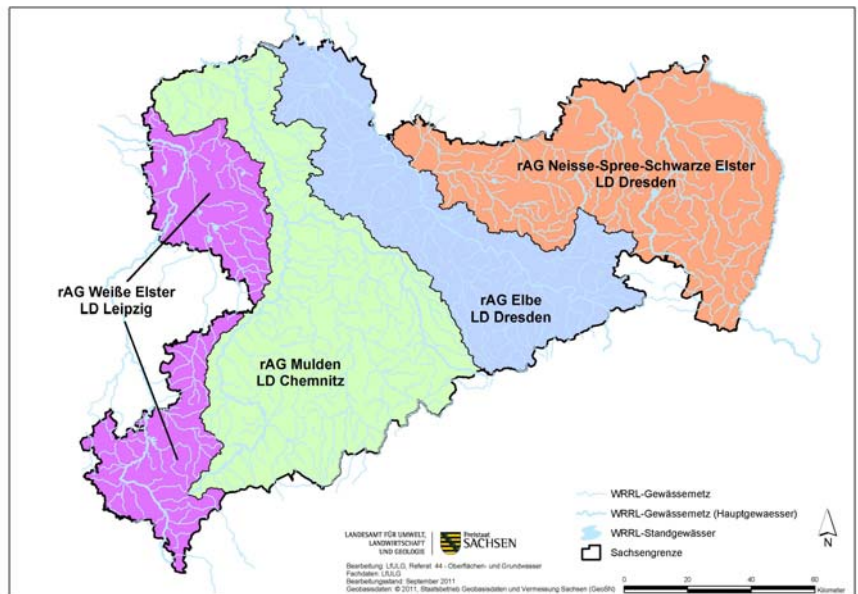 rAG Neisse-Spree-Schwarze Elster
LD Dresden
rAG Weiße Elster
LD Leipzig
rAG Elbe
LD Dresden
rAG Mulden
LD Chemnitz
WRRL-Gewässernetz
WRRL-Gewässernetz (Hauptgewaesser)
WRRL-Standgewässer
Sachsengrenze
N
LANDESAMT FÜR UMWELT,
LANDWIRTSCHAFT
UND GEOLOGIE
Freistaat
SACHSEN
Bearbeitung: LfULG, Referat 44 - Oberflächen- und Grundwasser
Fachdaten: LfULG
Bearbeitungsstand: September 2011
Geobasisdaten: © 2011, Staatsbetrieb Geobasisdaten und Vermessung Sachsen (GeoSN)
0 20 40 60
Kilometer